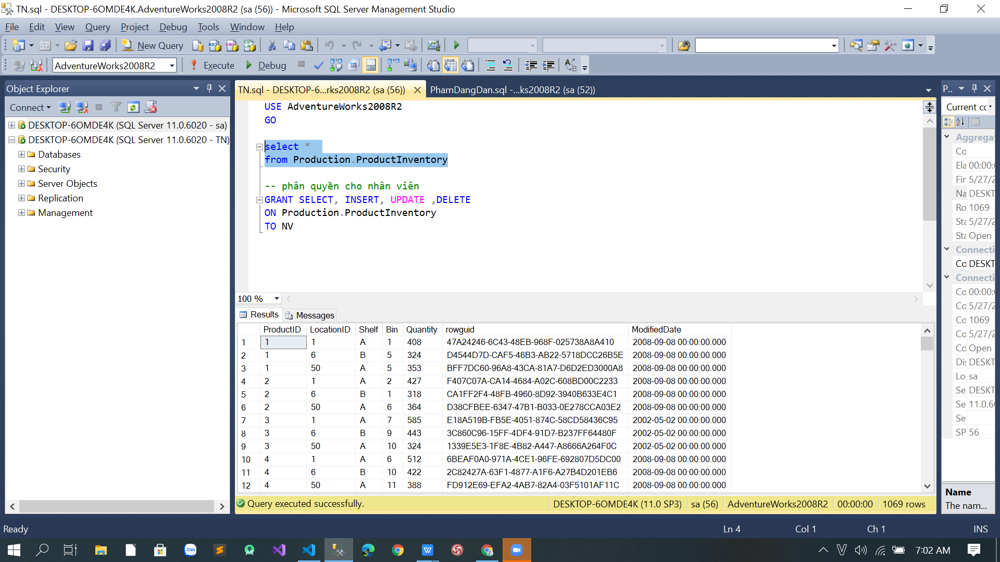 TN.sql - DESKTOP-6OMDE4K.AdventureWorks2008R2 (sa (56)) - Microsoft SQL Server Management Studio
File Edit View Query Project Debug Tools Window Help
New Query
AdventureWorks2008R2 Execute Debug
Object Explorer
Connect
DESKTOP-6OMDE4K (SQL Server 11.0.6020 - sa)
DESKTOP-6OMDE4K (SQL Server 11.0.6020 - TN)
Databases
Security
Server Objects
Replication
Management
TN.sql - DESKTOP-6...rks2008R2 (sa (56)) PhamDangDan.sql -...ks2008R2 (sa (52))
USE AdventureWorks2008R2
GO
select *
from Production.ProductInventory
-- phân quyền cho nhân viên
GRANT SELECT, INSERT, UPDATE ,DELETE
ON Production.ProductInventory
TO NV
100 %
Results Messages
ProductID LocationID Shelf Bin Quantity rowguid ModifiedDate
1 1 1 A 1 408 47A24246-6C43-48EB-968F-025738A8A410 2008-09-08 00:00:00.000
2 1 6 B 5 324 D4544D7D-CAF5-46B3-AB22-5718DCC26B5E 2008-09-08 00:00:00.000
3 1 50 A 5 353 BFF7DC60-96A8-43CA-81A7-D6D2ED3000A8 2008-09-08 00:00:00.000
4 2 1 A 2 427 F407C07A-CA14-4684-A02C-608BD00C2233 2008-09-08 00:00:00.000
5 2 6 B 1 318 CA1FF2F4-48FB-4960-8D92-3940B633E4C1 2008-09-08 00:00:00.000
6 2 50 A 6 364 D38CFBEE-6347-47B1-B033-0E278CCA03E2 2008-09-08 00:00:00.000
7 3 1 A 7 585 E18A519B-FB5E-4051-874C-58CD58436C95 2002-05-02 00:00:00.000
8 3 6 B 9 443 3C860C96-15FF-4DF4-91D7-B237FF64480F 2002-05-02 00:00:00.000
9 3 50 A 10 324 1339E5E3-1F8E-4B82-A447-A8666A264F0C 2002-05-02 00:00:00.000
10 4 1 A 6 512 6BEAF0A0-971A-4CE1-96FE-692807D5DC00 2008-09-08 00:00:00.000
11 4 6 B 10 422 2C82427A-63F1-4877-A1F6-A27B4D201EB6 2008-09-08 00:00:00.000
12 4 50 A 11 388 FD912E69-EFA2-4AB7-82A4-03F5101AF11C 2008-09-08 00:00:00.000
Query executed successfully. DESKTOP-6OMDE4K (11.0 SP3) sa (56) AdventureWorks2008R2 00:00:00 1069 rows
P..
Current cc
Aggrega
Co
Ela 00:00:
Fir 5/27/2
Na DESKT
Ro 1069
Sta 5/27/2
Sta Open
Connecti
Co DESKT
Connecti
Co 00:00:
Co 5/27/2
Co 1069
Co 5/27/2
Co Open
Dis DESKT
Lo sa
Se DESKT
Se 11.0.6
Se
SP 56
Name
The nam...
Ready Ln 4 Col 1 Ch 1 INS
Zalo
7:02 AM